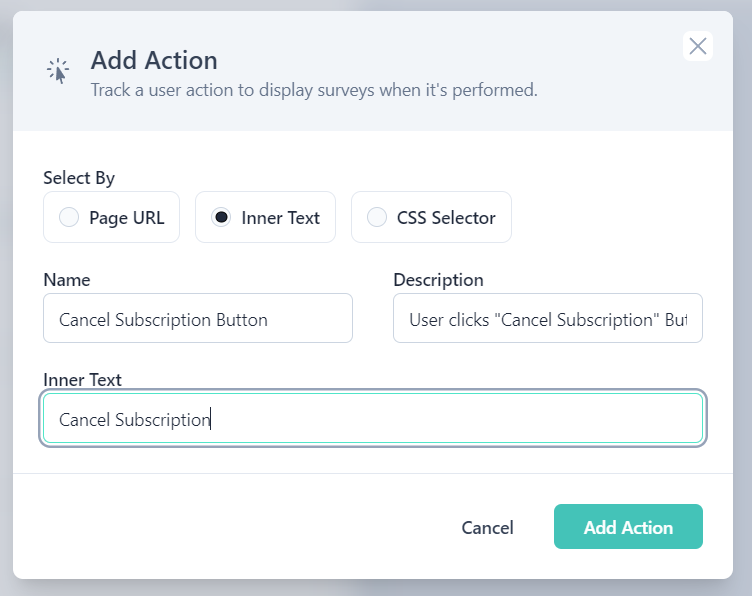 Add Action
Track a user action to display surveys when it's performed.
Select By
Page URL Inner Text CSS Selector
Name Description
Cancel Subscription Button User clicks "Cancel Subscription" But
Inner Text
Cancel Subscription
Cancel Add Action